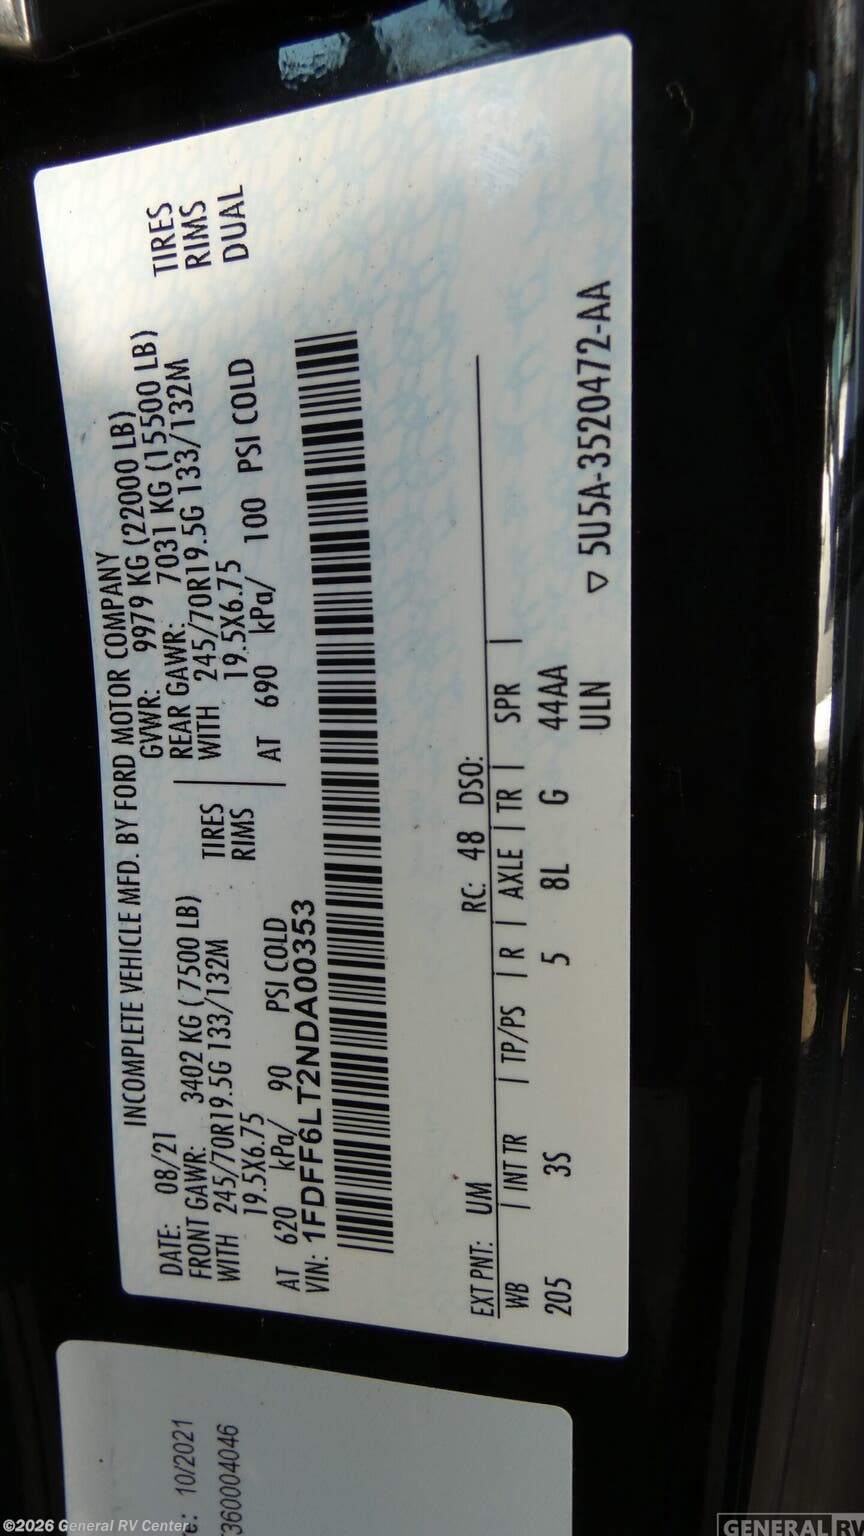 INCOMPLETE VEHICLE MFD. BY FORD MOTOR COMPANY
DATE: 08/21 GVWR: 9979 KG (22000 LB)
FRONT GAWR: 3402 KG ( 7500 LB) REAR GAWR: 7031 KG (15500 LB)
WITH 245/70R19.5G 133/132M TIRES WITH 245/70R19.5G 133/132M TIRES
19.5X6.75 RIMS 19.5X6.75 RIMS
AT 620 kPa/ 90 PSI COLD AT 690 kPa/ 100 PSI COLD DUAL
VIN: 1FDFF6LT2NDA00353
EXT PNT: UM RC: 48 DSO:
WB | INT TR | TP/PS | R | AXLE | TR | SPR |
205 3S 5 8L G 44AA
ULN ▽ 5U5A-3520472-AA
10/2021
360004046
©2026 General RV Center
GENERAL RV